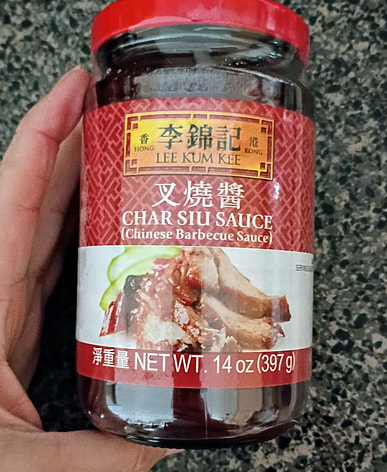 香 李錦記 港
HONG LEE KUM KEE KONG
叉燒醬
CHAR SIU SAUCE
(Chinese Barbecue Sauce)
淨重量 NET WT. 14 oz (397 g)